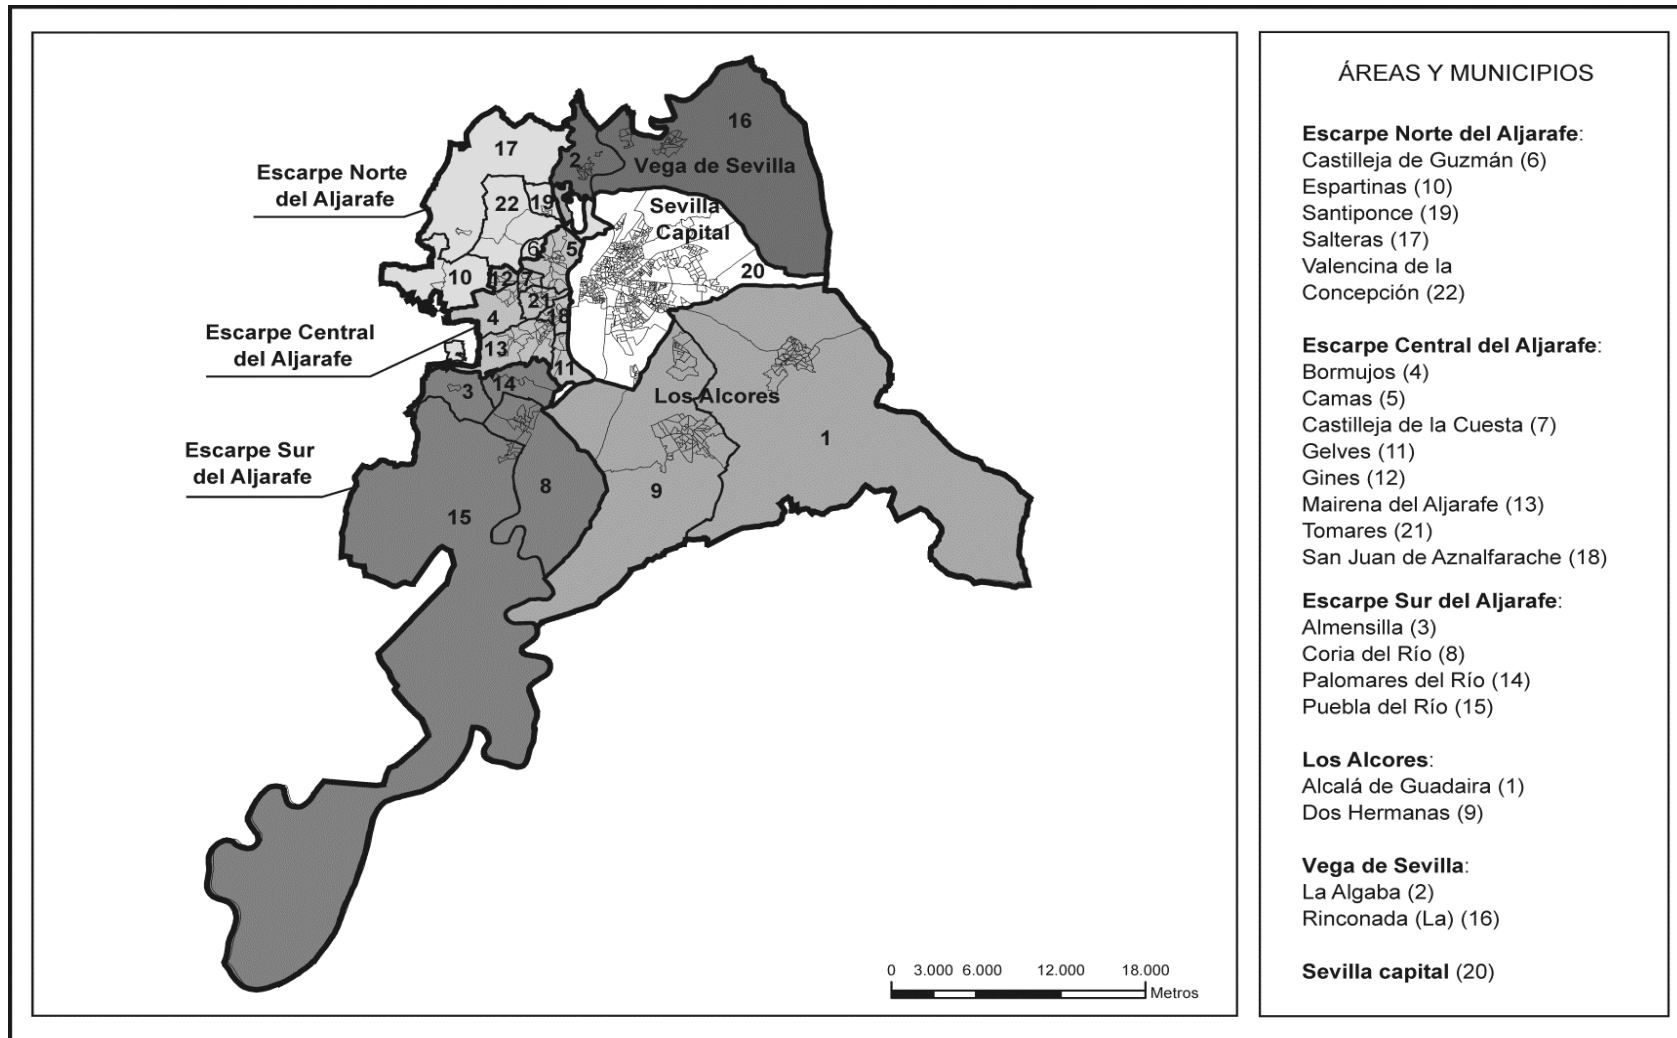 17
16
2
Vega de Sevilla
Escarpe Norte
del Aljarafe
22
19
Sevilla
Capital
6
5
20
10
12
7
21
4
18
Escarpe Central
del Aljarafe
13
11
14
3
Los Alcores
1
Escarpe Sur
del Aljarafe
8
9
15
0 3.000 6.000 12.000 18.000
Metros
ÁREAS Y MUNICIPIOS
Escarpe Norte del Aljarafe:
Castilleja de Guzmán (6)
Espartinas (10)
Santiponce (19)
Salteras (17)
Valencina de la
Concepción (22)
Escarpe Central del Aljarafe:
Bormujos (4)
Camas (5)
Castilleja de la Cuesta (7)
Gelves (11)
Gines (12)
Mairena del Aljarafe (13)
Tomares (21)
San Juan de Aznalfarache (18)
Escarpe Sur del Aljarafe:
Almensilla (3)
Coria del Río (8)
Palomares del Río (14)
Puebla del Río (15)
Los Alcores:
Alcalá de Guadaira (1)
Dos Hermanas (9)
Vega de Sevilla:
La Algaba (2)
Rinconada (La) (16)
Sevilla capital (20)